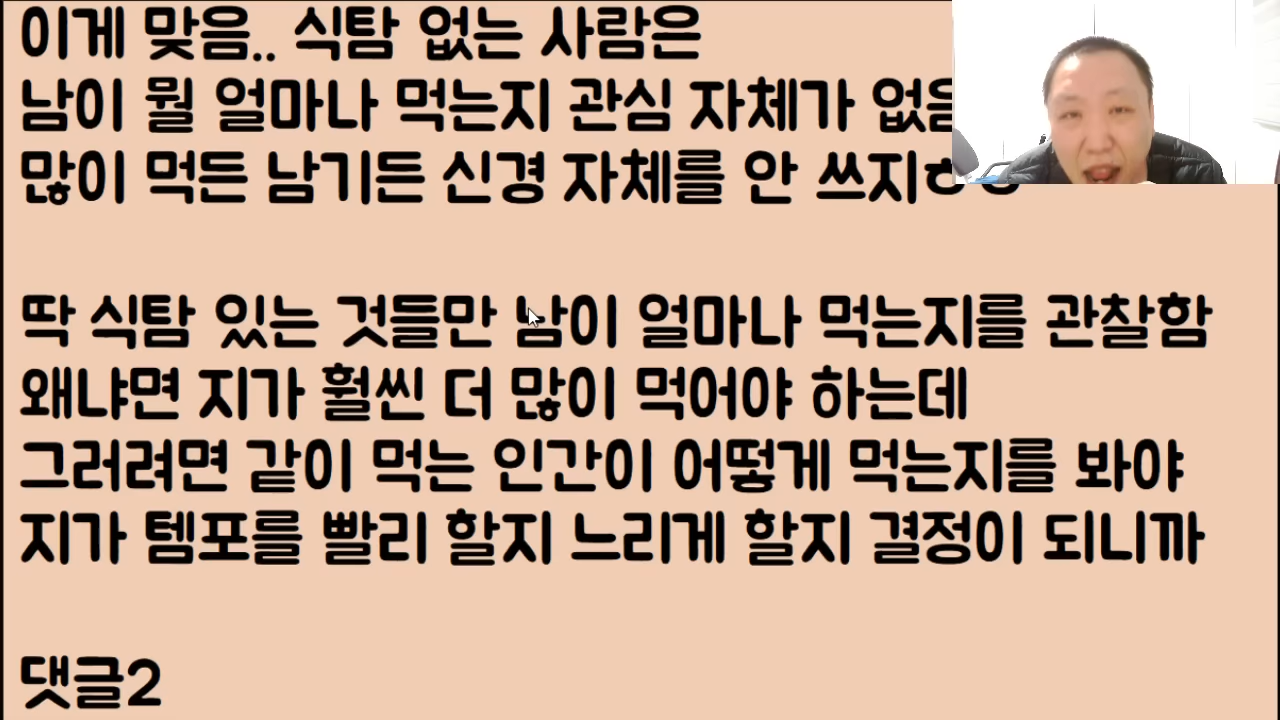 이게 맞음.. 식탐 없는 사람은
남이 뭘 얼마나 먹는지 관심 자체가 없음
많이 먹든 남기든 신경 자체를 안 쓰지ㅎㅎ
딱 식탐 있는 것들만 남이 얼마나 먹는지를 관찰함
왜냐면 지가 훨씬 더 많이 먹어야 하는데
그러려면 같이 먹는 인간이 어떻게 먹는지를 봐야
지가 템포를 빨리 할지 느리게 할지 결정이 되니까
댓글2